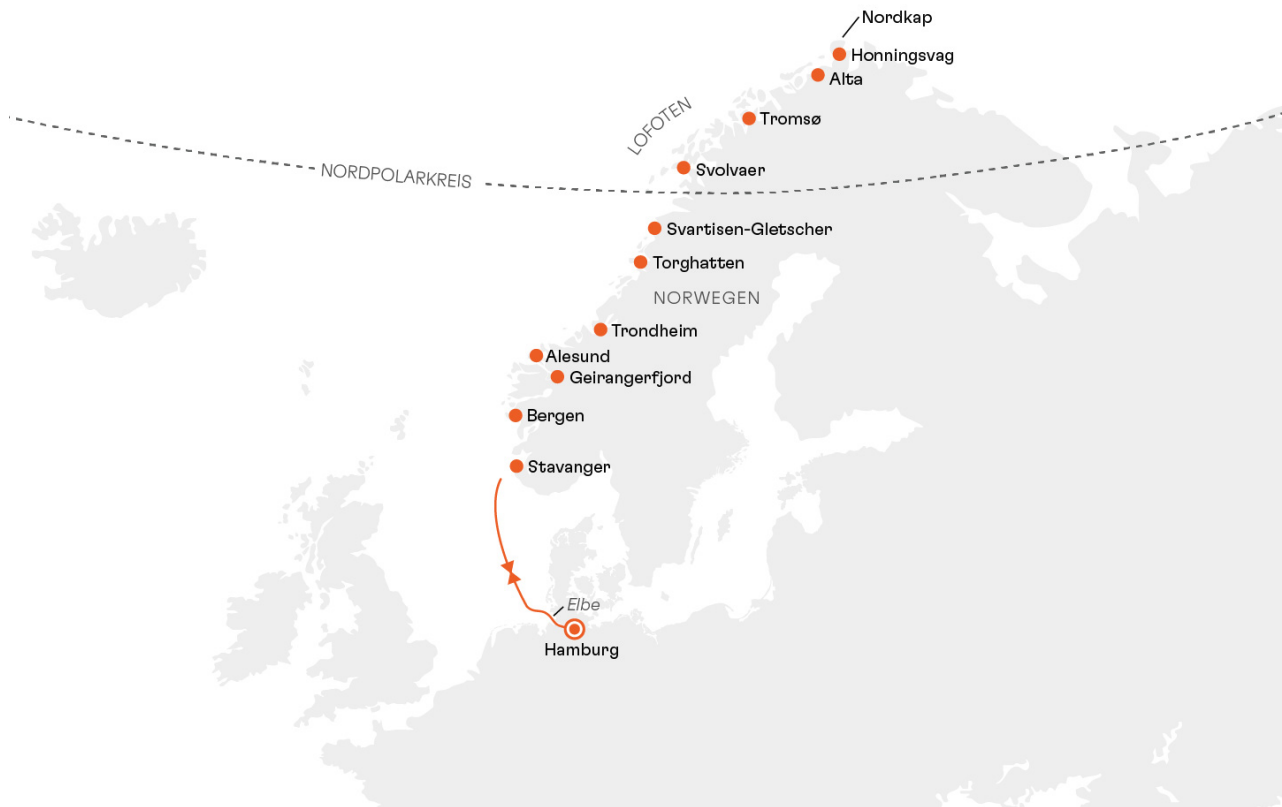 Nordkap
Honningsvag
Alta
LOFOTEN
Tromsø
NORDPOLARKREIS
Svolvaer
Svartisen-Gletscher
Torghatten
NORWEGEN
Trondheim
Alesund
Geirangerfjord
Bergen
Stavanger
Elbe
Hamburg